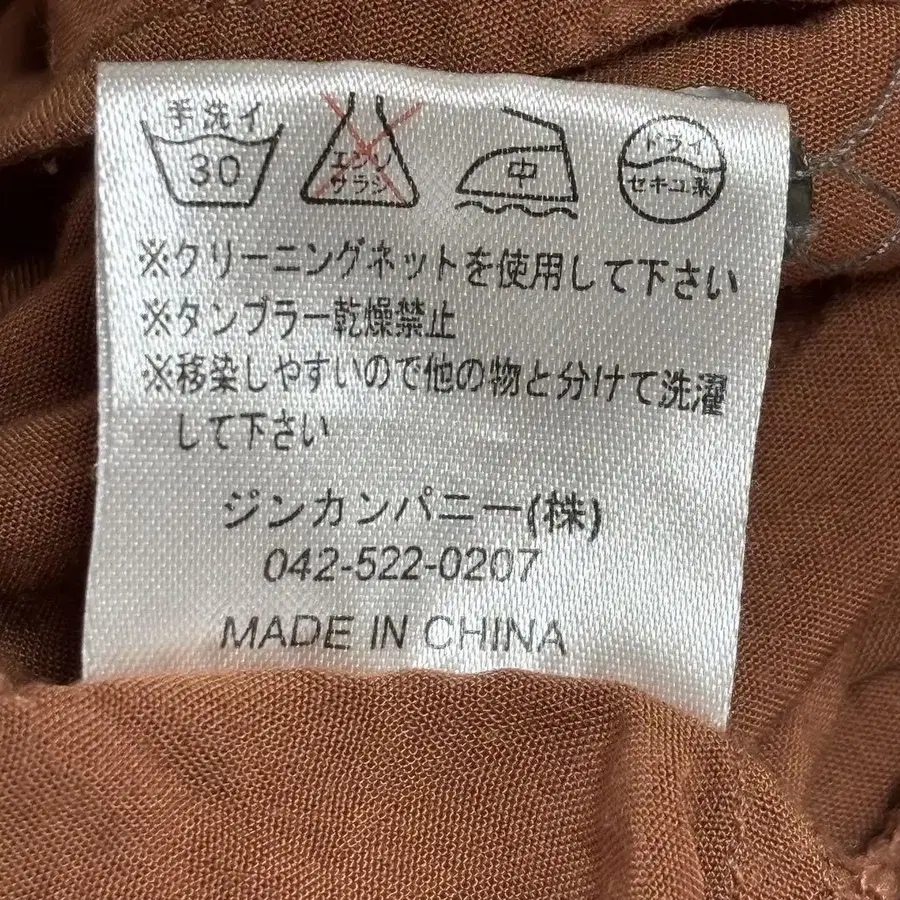 手洗イ
30
エンソ
サラシ
中
ドライ
セキユ系
※クリーニングネットを使用して下さい
※タンブラー乾燥禁止
※移染しやすいので他の物と分けて洗濯
して下さい
ジンカンパニー(株)
042-522-0207
MADE IN CHINA